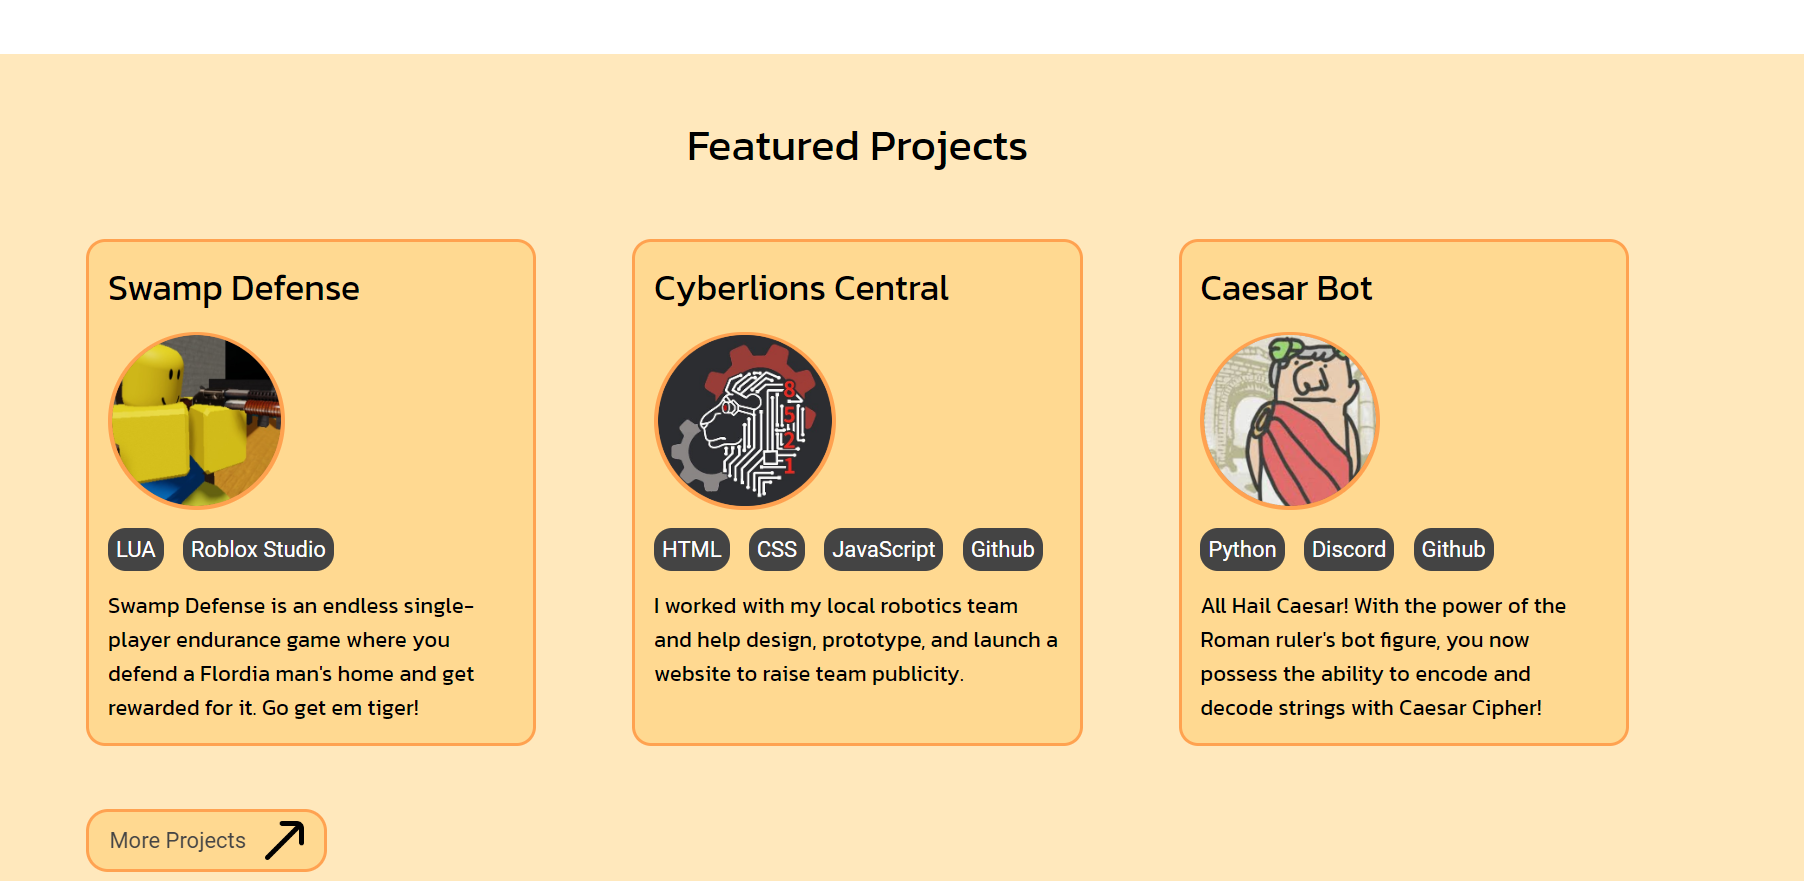 Featured Projects
Swamp Defense
LUA
Roblox Studio
Swamp Defense is an endless single-
player endurance game where you
defend a Flordia man's home and get
rewarded for it. Go get em tiger!
Cyberlions Central
8
5
2
1
HTML
CSS
JavaScript
Github
I worked with my local robotics team
and help design, prototype, and launch a
website to raise team publicity.
Caesar Bot
Python
Discord
Github
All Hail Caesar! With the power of the
Roman ruler's bot figure, you now
possess the ability to encode and
decode strings with Caesar Cipher!
More Projects